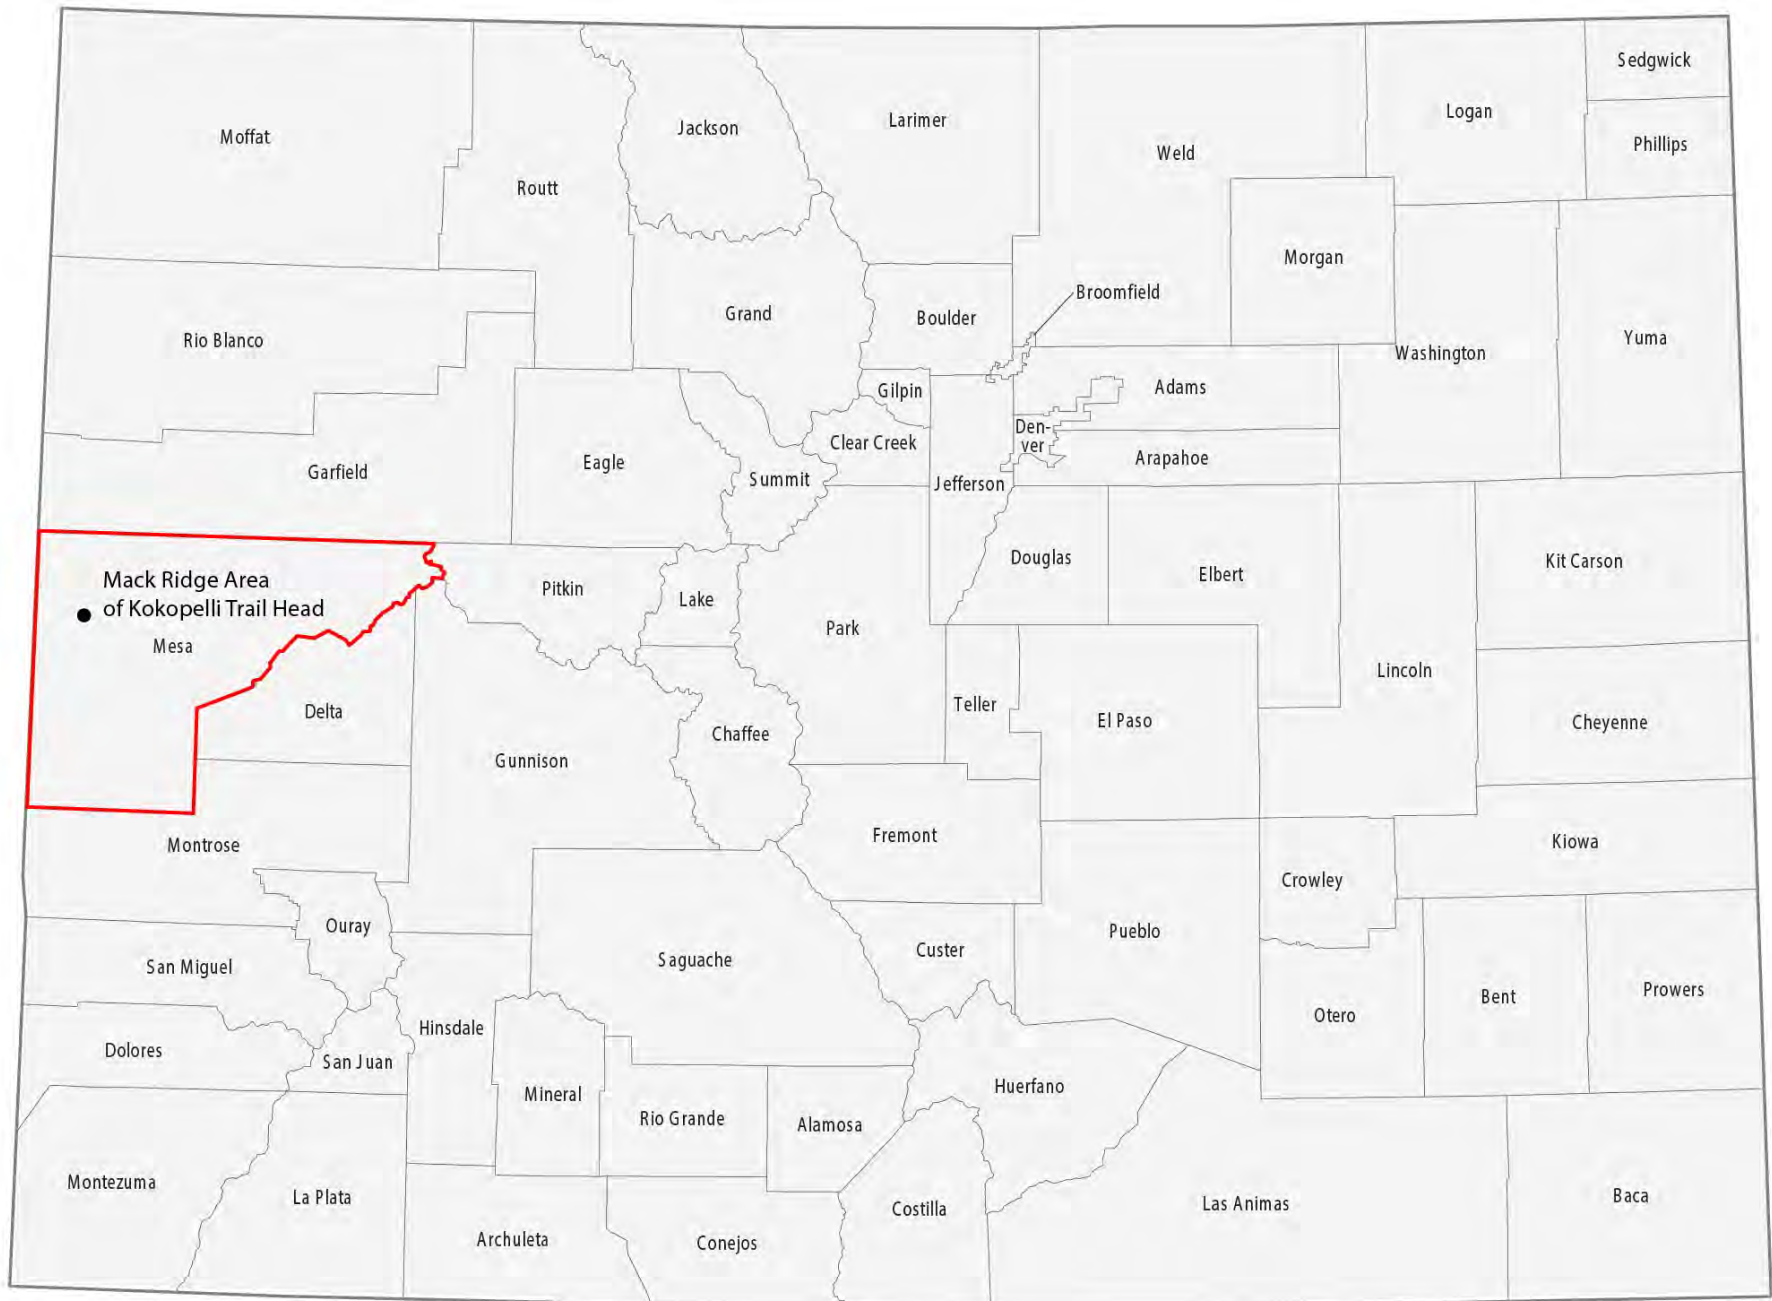 Sedgwick
Logan
Larimer
Jackson
Moffat
Phillips
Weld
Routt
Morgan
Broomfield
Grand
Boulder
Rio Blanco
Yuma
Washington
Gilpin
Adams
Den-
ver
Clear Creek
Arapahoe
Eagle
Garfield
Summit
Jefferson
Douglas
Kit Carson
Elbert
Mack Ridge Area
of Kokopelli Trail Head
Pitkin
Lake
Park
Mesa
Lincoln
Teller
Delta
El Paso
Cheyenne
Chaffee
Gunnison
Fremont
Kiowa
Montrose
Crowley
Ouray
Pueblo
Custer
Saguache
San Miguel
Prowers
Bent
Otero
Hinsdale
Dolores
San Juan
Huerfano
Mineral
Rio Grande
Alamosa
Montezuma
La Plata
Baca
Las Animas
Costilla
Archuleta
Conejos